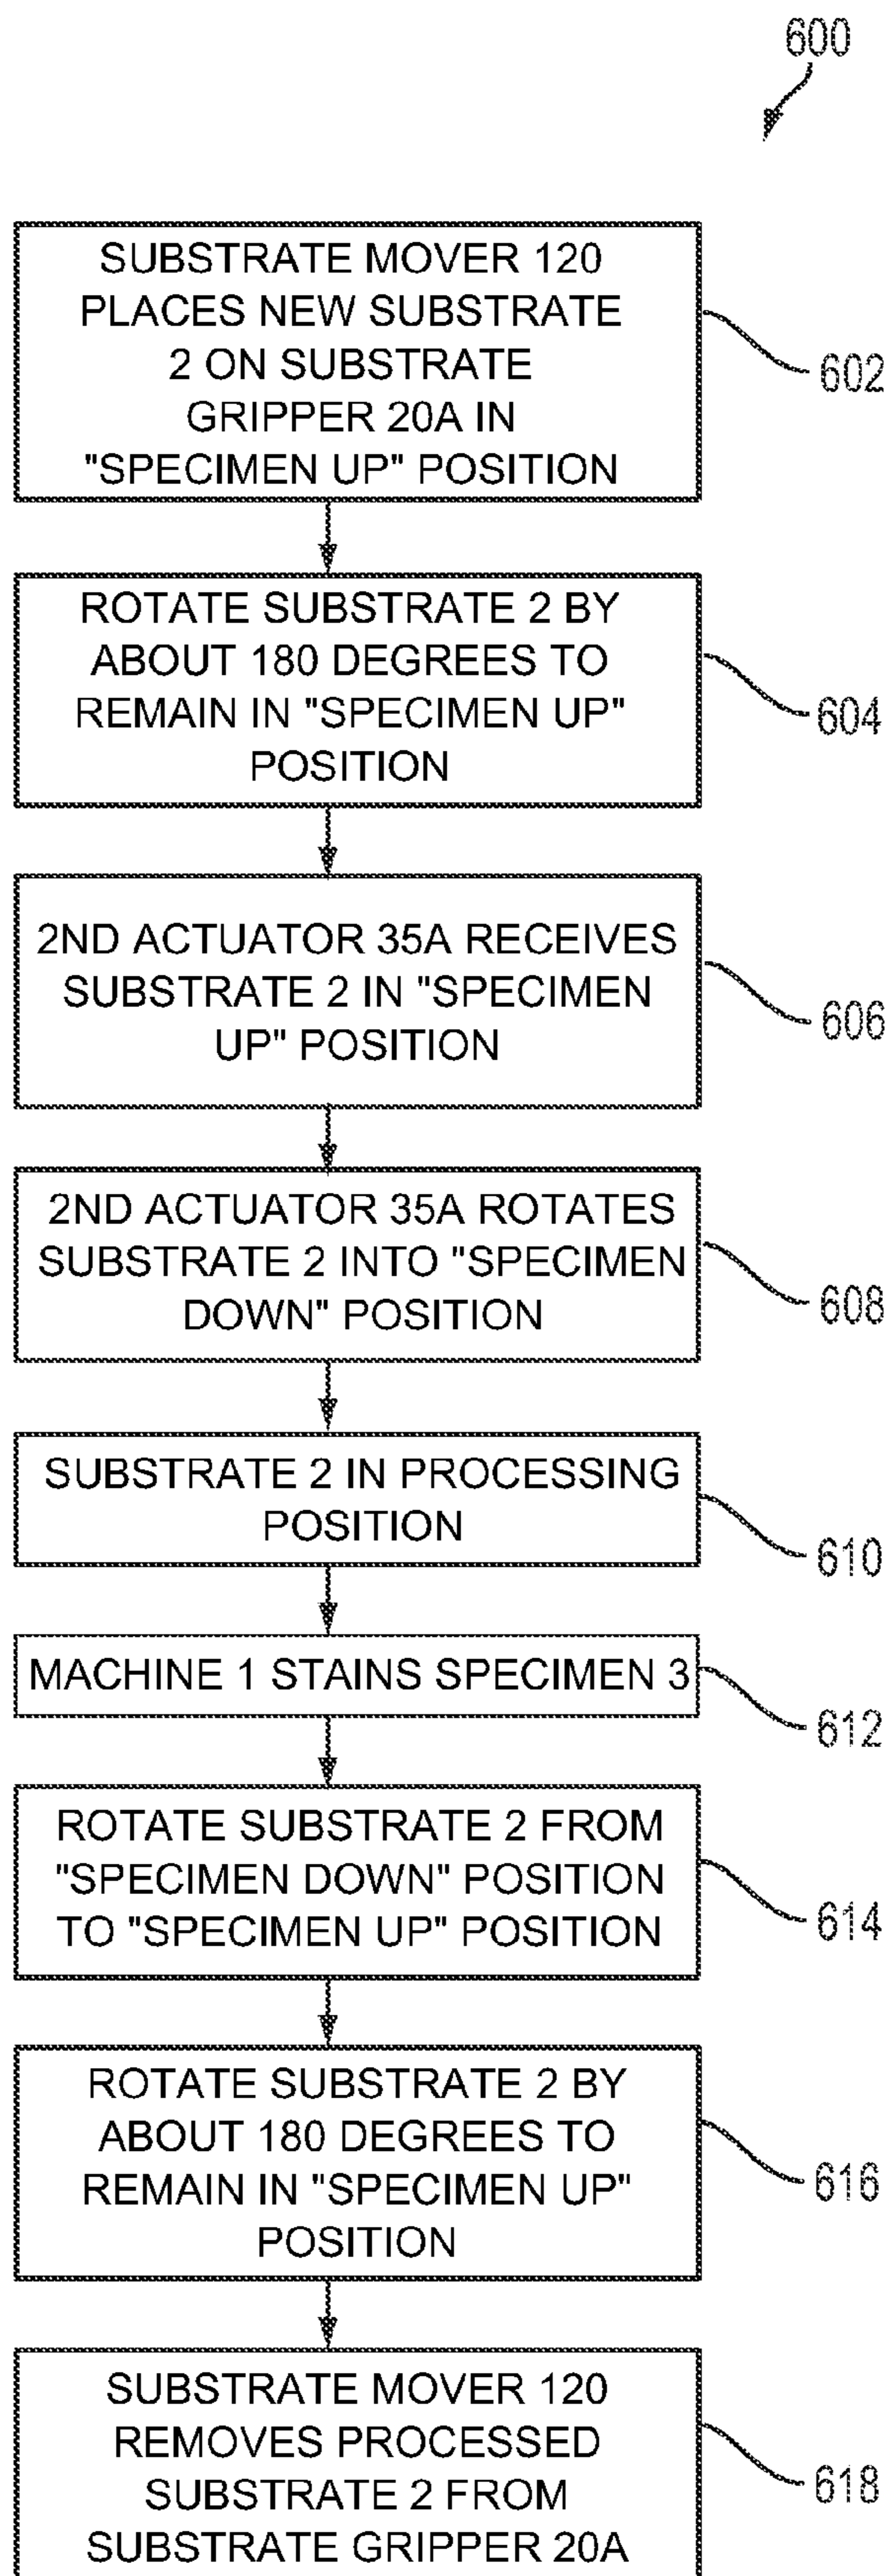 600
SUBSTRATE MOVER 120
PLACES NEW SUBSTRATE
2 ON SUBSTRATE
GRIPPER 20A IN
"SPECIMEN UP" POSITION
602
ROTATE SUBSTRATE 2 BY
ABOUT 180 DEGREES TO
REMAIN IN "SPECIMEN UP"
POSITION
604
2ND ACTUATOR 35A RECEIVES
SUBSTRATE 2 IN "SPECIMEN
UP" POSITION
606
2ND ACTUATOR 35A ROTATES
SUBSTRATE 2 INTO "SPECIMEN
DOWN" POSITION
608
SUBSTRATE 2 IN PROCESSING
POSITION
610
MACHINE 1 STAINS SPECIMEN 3
612
ROTATE SUBSTRATE 2 FROM
"SPECIMEN DOWN" POSITION
TO "SPECIMEN UP" POSITION
614
ROTATE SUBSTRATE 2 BY
ABOUT 180 DEGREES TO
REMAIN IN "SPECIMEN UP"
POSITION
616
SUBSTRATE MOVER 120
REMOVES PROCESSED
SUBSTRATE 2 FROM
SUBSTRATE GRIPPER 20A
618